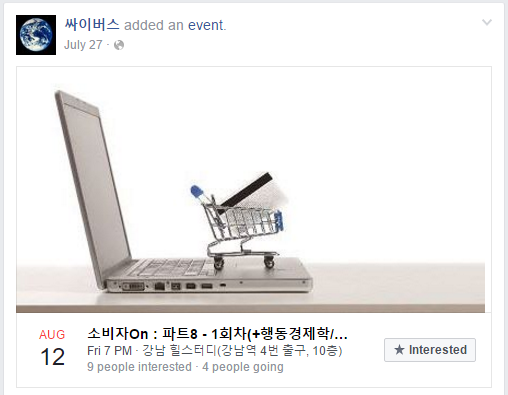 싸이버스 added an event.
July 27 ·
AUG
12
소비자On : 파트8 - 1회차(+행동경제학/...
Fri 7 PM · 강남 힐스터디(강남역 4번 출구, 10층)
9 people interested · 4 people going
★ Interested